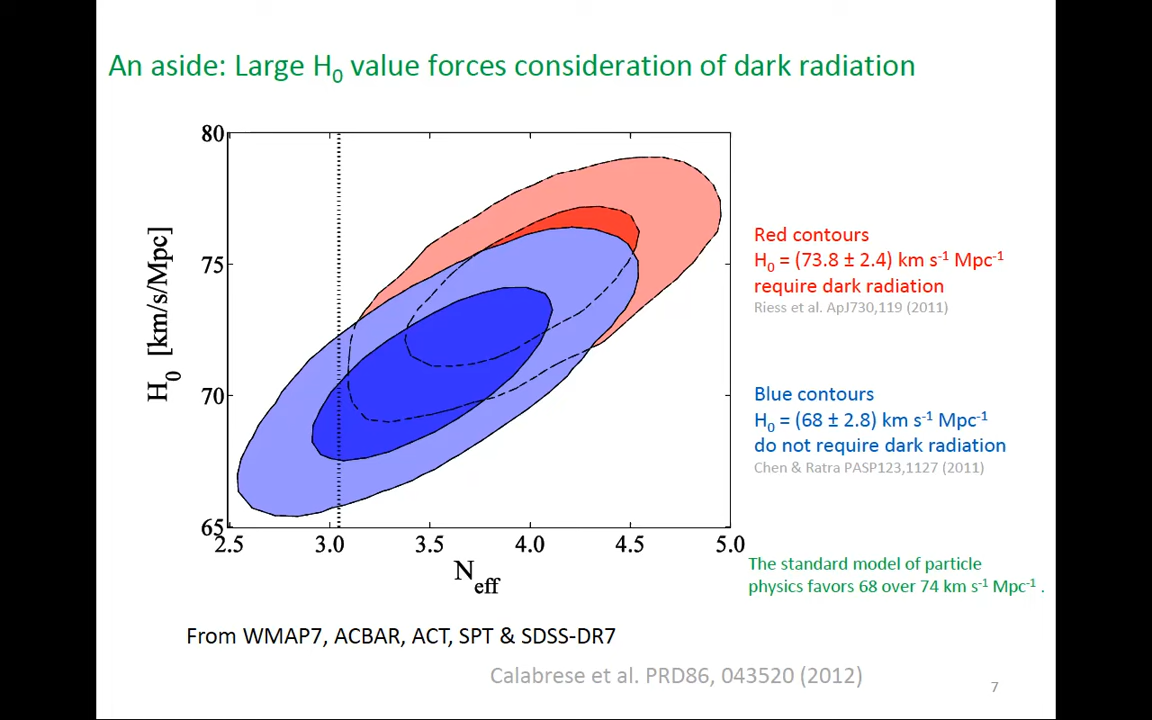 An aside: Large H₀ value forces consideration of dark radiation
80
75
70
65
H₀ [km/s/Mpc]
2.5 3.0 3.5 4.0 4.5 5.0
Neff
Red contours
H₀ = (73.8 ± 2.4) km s⁻¹ Mpc⁻¹
require dark radiation
Riess et al. ApJ730,119 (2011)
Blue contours
H₀ = (68 ± 2.8) km s⁻¹ Mpc⁻¹
do not require dark radiation
Chen & Ratra PASP123,1127 (2011)
The standard model of particle
physics favors 68 over 74 km s⁻¹ Mpc⁻¹ .
From WMAP7, ACBAR, ACT, SPT & SDSS-DR7
Calabrese et al. PRD86, 043520 (2012)
7